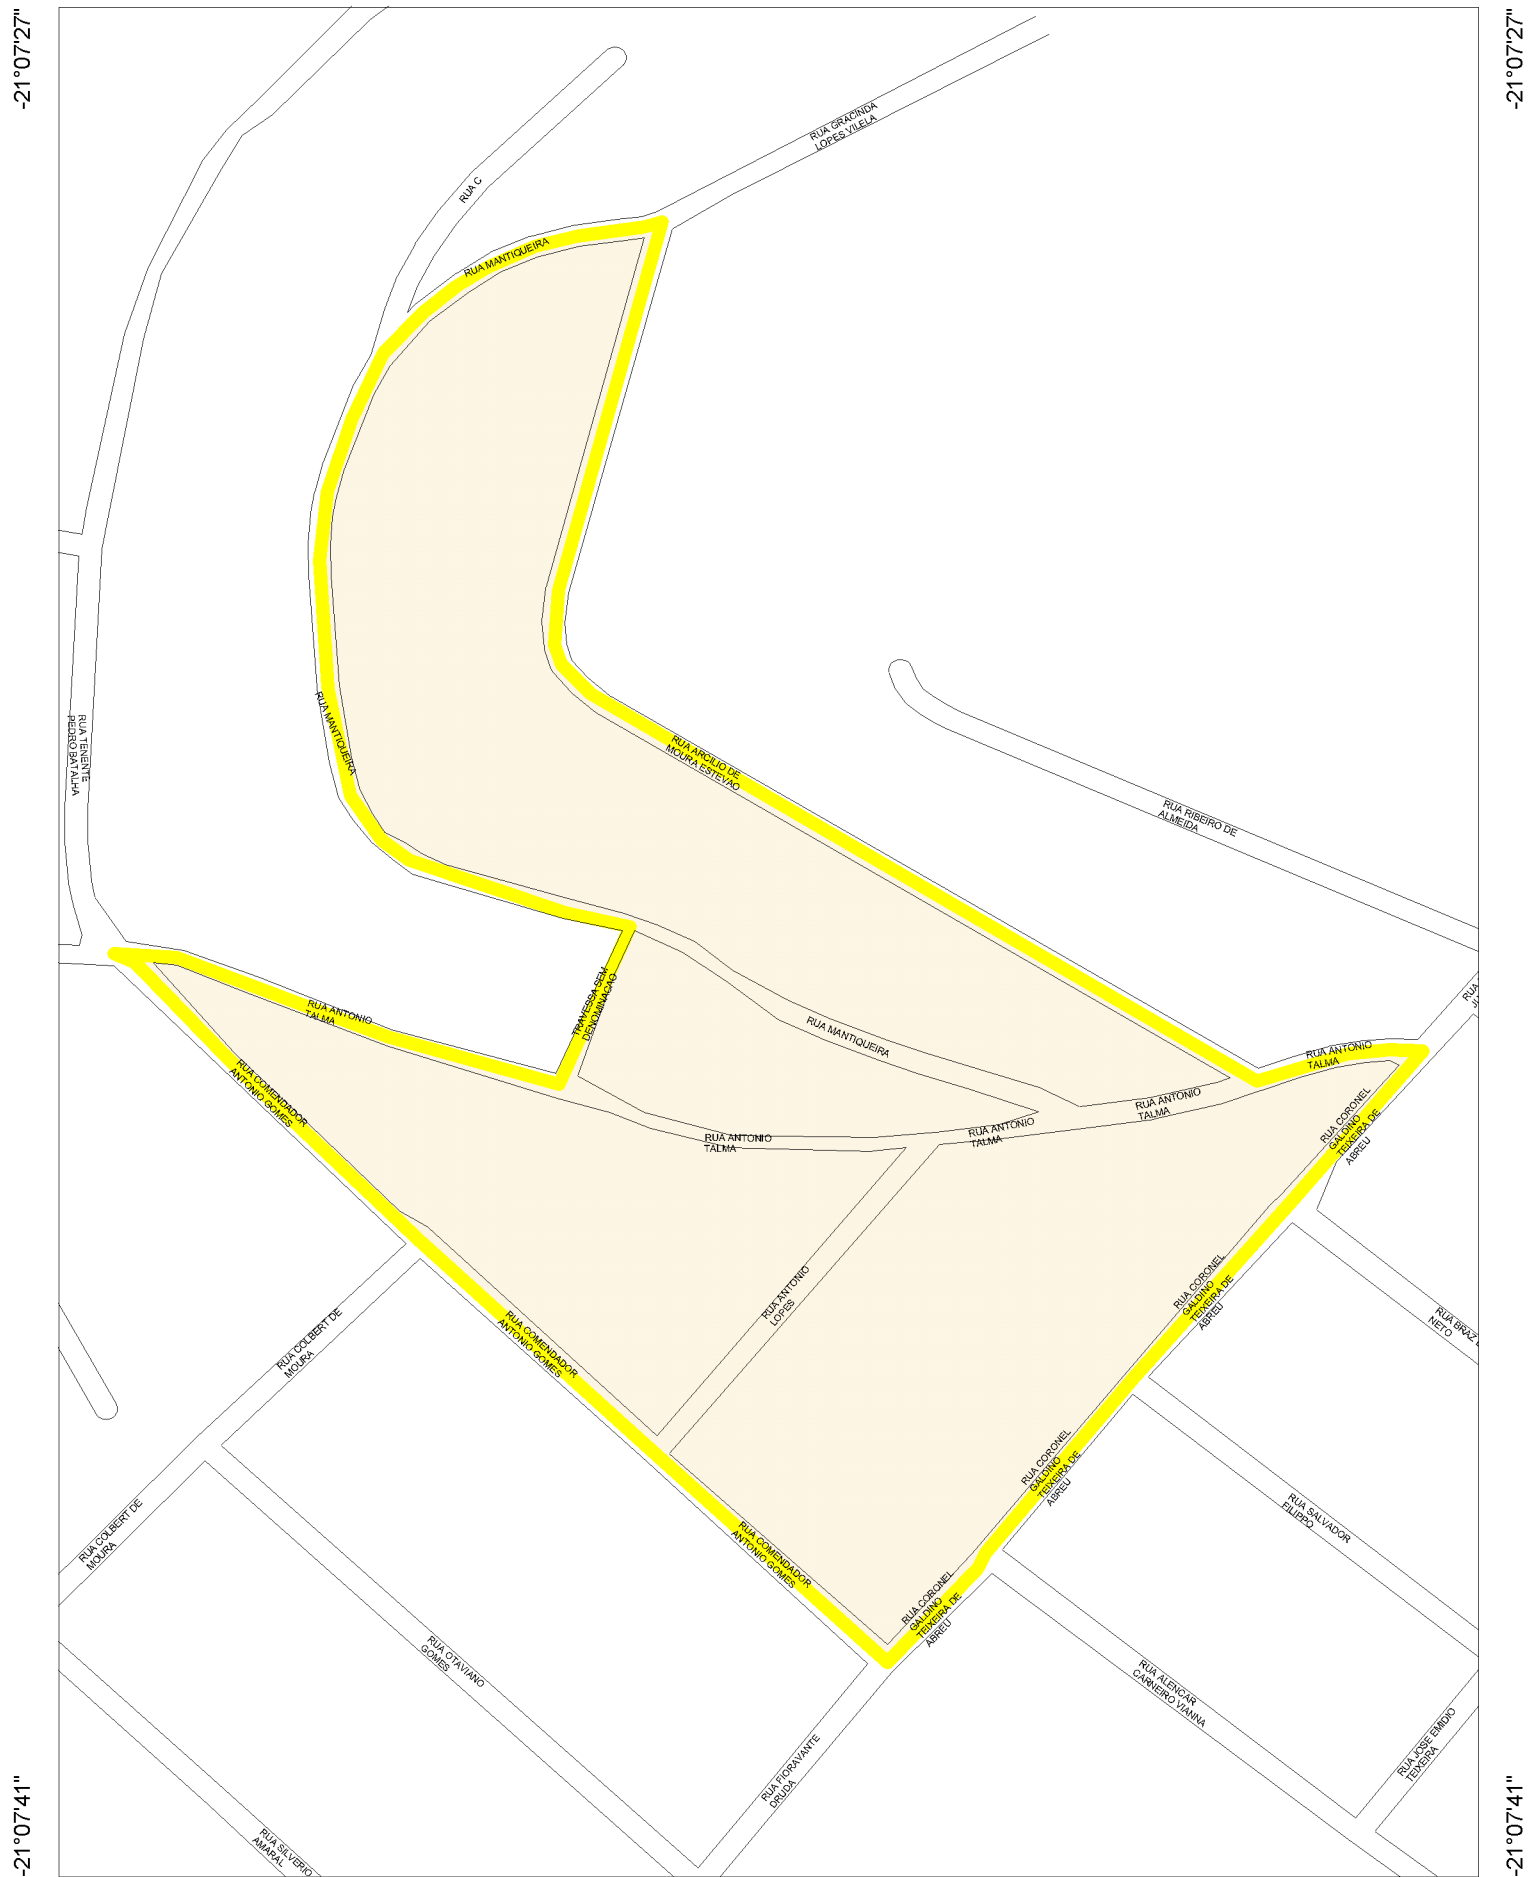 -21°07'27"
-21°07'27"
RUA GRACINDA
LOPES VILELA
RUA C
RUA MANTIQUEIRA
RUA MANTIQUEIRA
RUA TENENTE
PEDRO BATALHA
RUA ARCILIO DE
MOURA ESTEVAO
RUA RIBEIRO DE
ALMEIDA
RUA
RUA ANTONIO
TALMA
TRAVESSA SEM
DENOMINACAO
RUA MANTIQUEIRA
RUA ANTONIO
TALMA
RUA COMENDADOR
ANTONIO GOMES
RUA ANTONIO
TALMA
RUA ANTONIO
TALMA
RUA ANTONIO
TALMA
RUA CORONEL
GALDINO
TEIXEIRA DE
ABREU
RUA ANTONIO
LOPES
RUA CORONEL
GALDINO
TEIXEIRA DE
ABREU
RUA BRAZ
NETO
RUA COLBERT DE
MOURA
RUA COMENDADOR
ANTONIO GOMES
RUA CORONEL
GALDINO
TEIXEIRA DE
ABREU
RUA SALVADOR
FILIPPO
RUA COLBERT DE
MOURA
RUA COMENDADOR
ANTONIO GOMES
RUA CORONEL
GALDINO
TEIXEIRA DE
ABREU
RUA OTAVIANO
GOMES
RUA ALENCAR
CARNEIRO VIANNA
RUA JOSE EMIDIO
TEIXEIRA
RUA FIORAVANTE
DRUDA
RUA SILVERIO
AMARAL
-21°07'41"
-21°07'41"